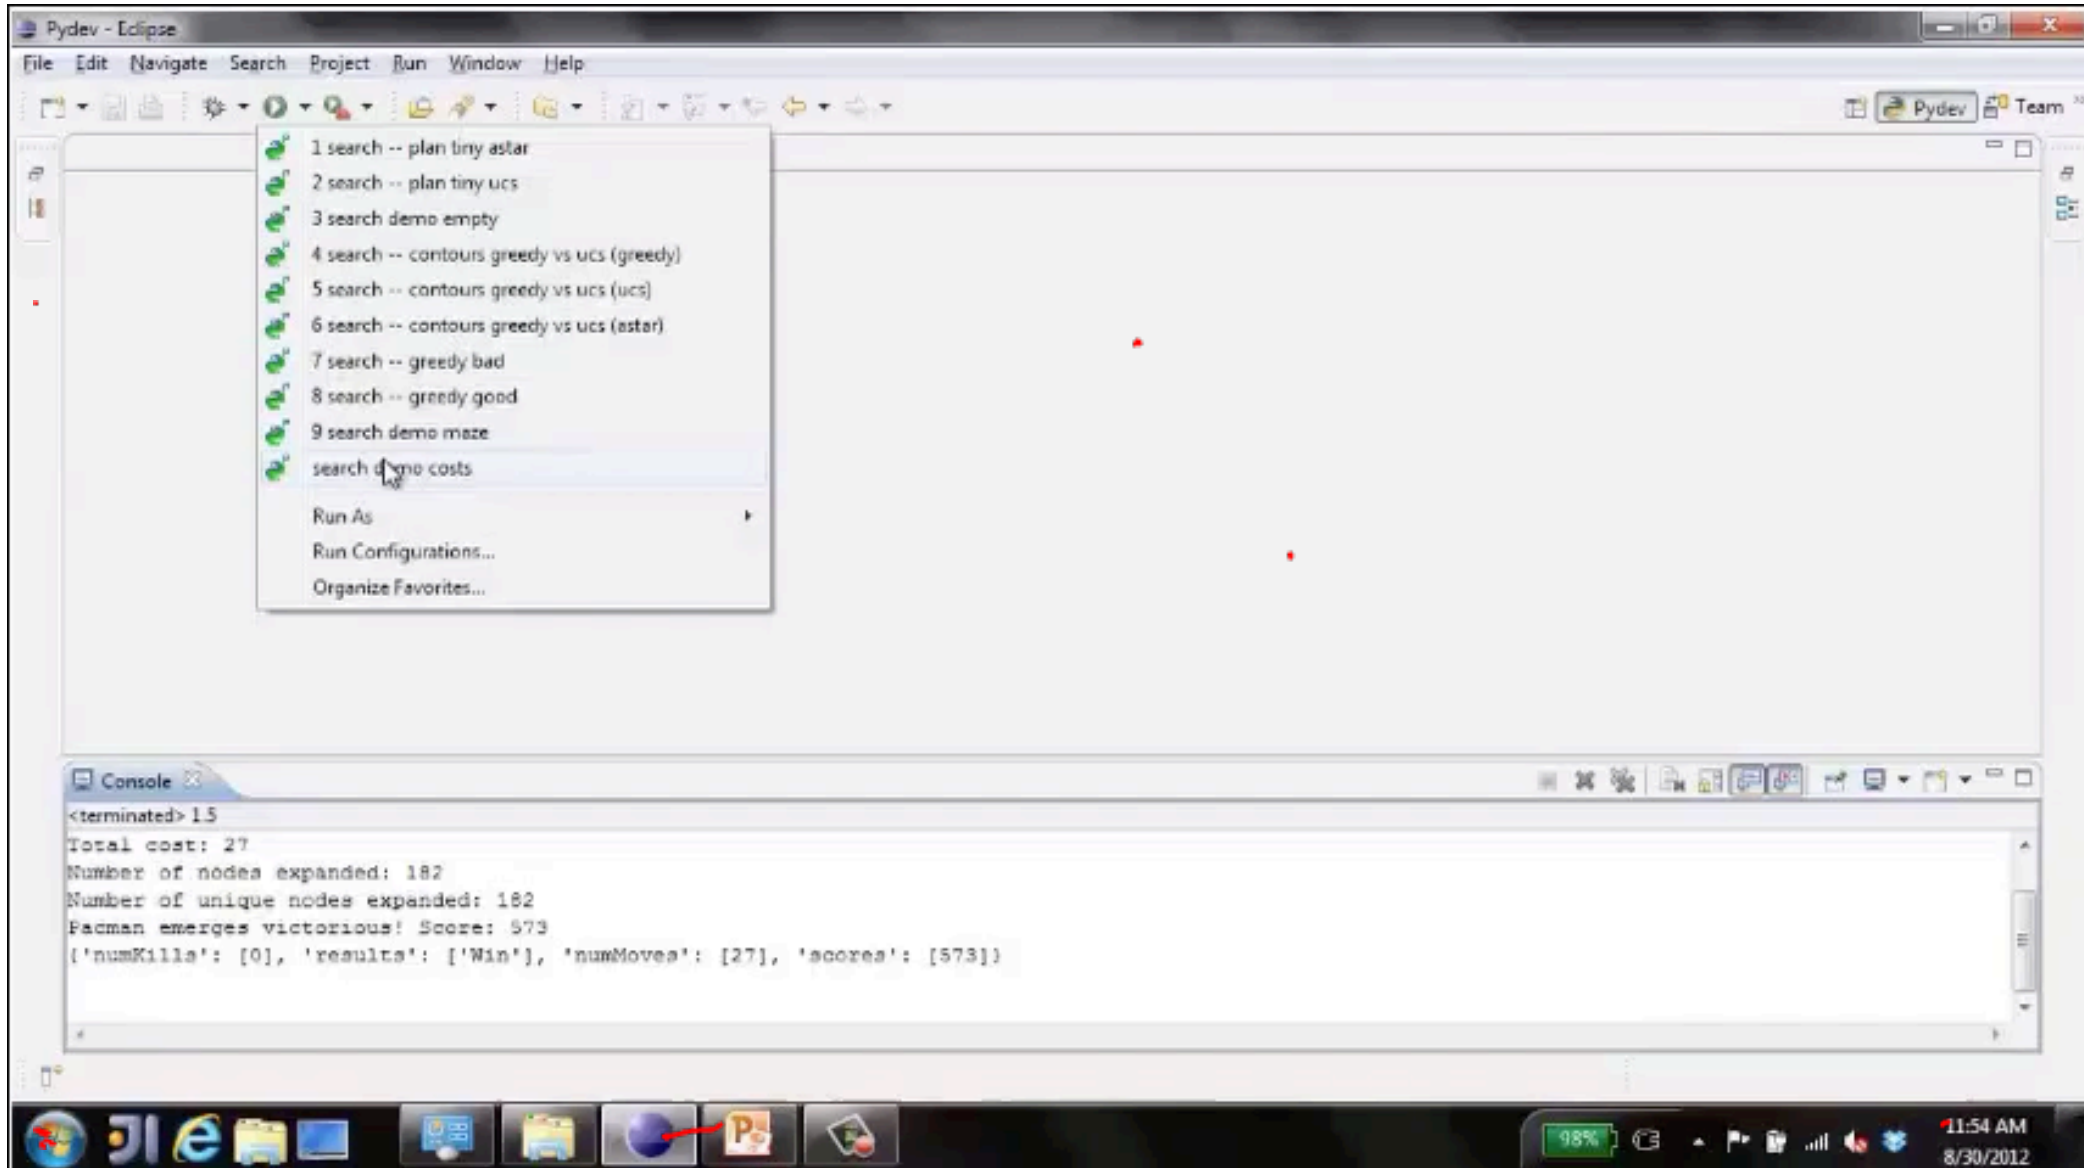 Pydev - Eclipse
File Edit Navigate Search Project Run Window Help
Pydev Team
1 search -- plan tiny astar
2 search -- plan tiny ucs
3 search demo empty
4 search -- contours greedy vs ucs (greedy)
5 search -- contours greedy vs ucs (ucs)
6 search -- contours greedy vs ucs (astar)
7 search -- greedy bad
8 search -- greedy good
9 search demo maze
search demo costs
Run As
Run Configurations...
Organize Favorites...
Console
<terminated> 1.5
Total cost: 27
Number of nodes expanded: 182
Number of unique nodes expanded: 182
Pacman emerges victorious! Score: 573
{'numKills': [0], 'results': ['Win'], 'numMoves': [27], 'scores': [573]}
98%
11:54 AM
8/30/2012